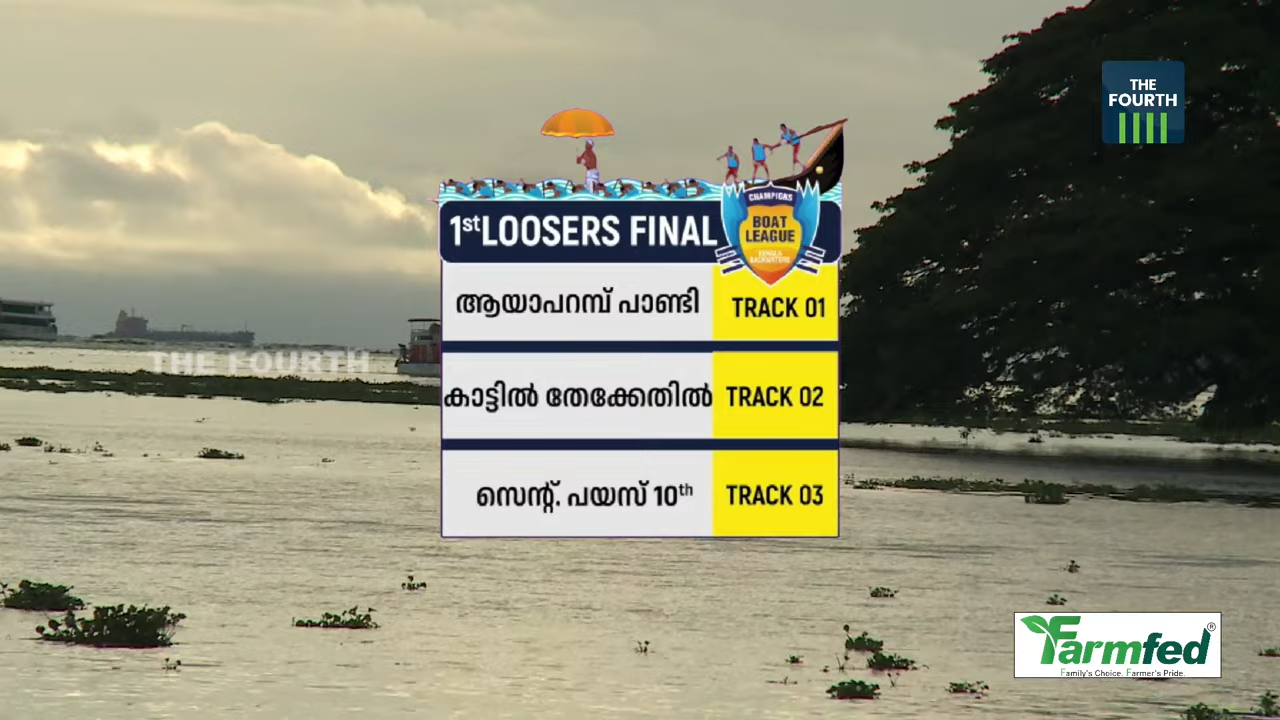 THE
FOURTH
CHAMPIONS
BOAT
LEAGUE
KERALA
BACKWATERS
1st LOOSERS FINAL
ആയാപറമ്പ് പാണ്ടി TRACK 01
THE FOURTH
കാട്ടിൽ തേക്കേതിൽ TRACK 02
സെന്റ്. പയസ് 10th TRACK 03
Farmfed®
Family's Choice. Farmer's Pride.